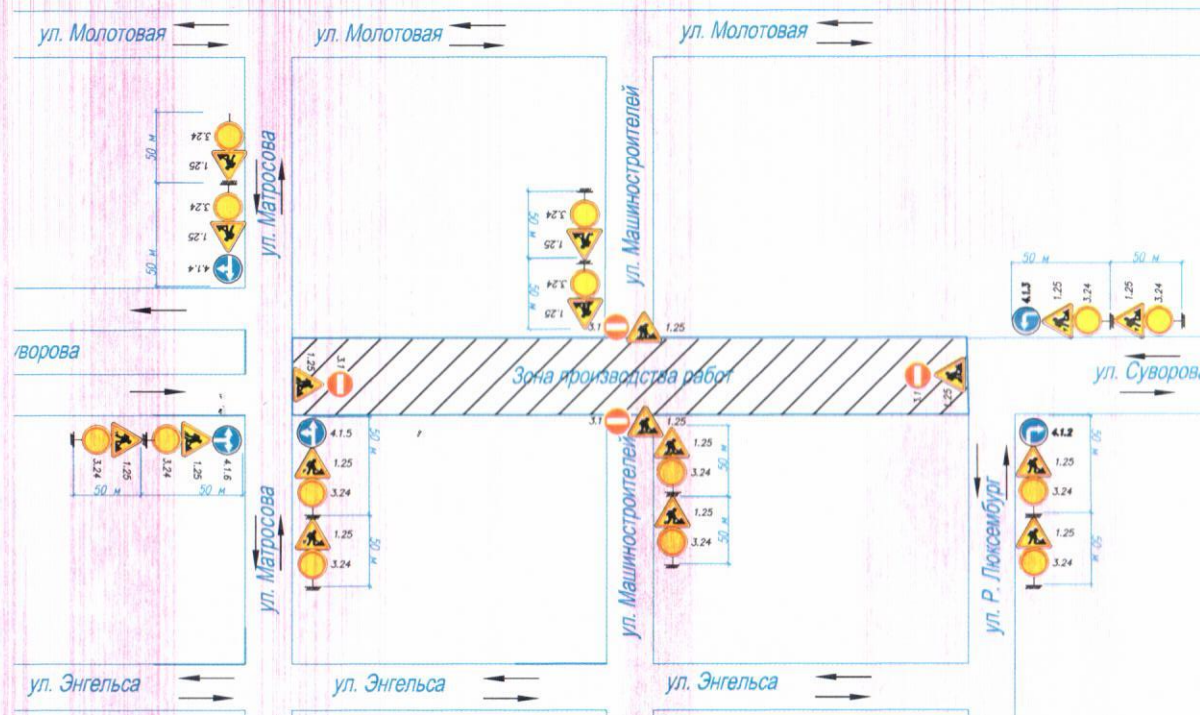 ул. Молотовая
ул. Молотовая
ул. Молотовая
3.24
1.25
3.24
1.25
4.1.4
50 м
50 м
ул. Матросова
3.24
1.25
3.24
1.25
50 м
50 м
ул. Машиностроителей
3.1
1.25
50 м
50 м
4.1.3
1.25
3.24
1.25
3.24
уворова
1.25
3.1
Зона производства работ
3.1
1.25
ул. Суворова
3.24
1.25
3.24
1.25
4.1.6
50 м
50 м
ул. Матросова
4.1.5
1.25
3.24
1.25
3.24
50 м
50 м
3.1
1.25
ул. Машиностроителей
1.25
3.24
1.25
3.24
50 м
50 м
ул. Р. Люксембург
4.1.2
1.25
3.24
1.25
3.24
50 м
50 м
ул. Энгельса
ул. Энгельса
ул. Энгельса